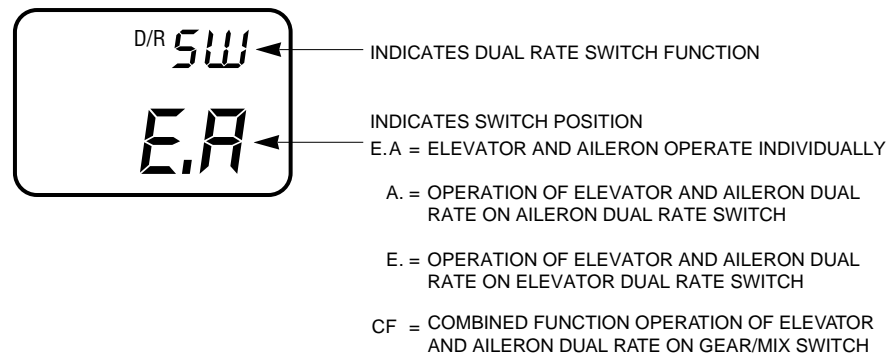 D/R SW
INDICATES DUAL RATE SWITCH FUNCTION
E.A
INDICATES SWITCH POSITION
E.A = ELEVATOR AND AILERON OPERATE INDIVIDUALLY
A. = OPERATION OF ELEVATOR AND AILERON DUAL
RATE ON AILERON DUAL RATE SWITCH
E. = OPERATION OF ELEVATOR AND AILERON DUAL
RATE ON ELEVATOR DUAL RATE SWITCH
CF = COMBINED FUNCTION OPERATION OF ELEVATOR
AND AILERON DUAL RATE ON GEAR/MIX SWITCH